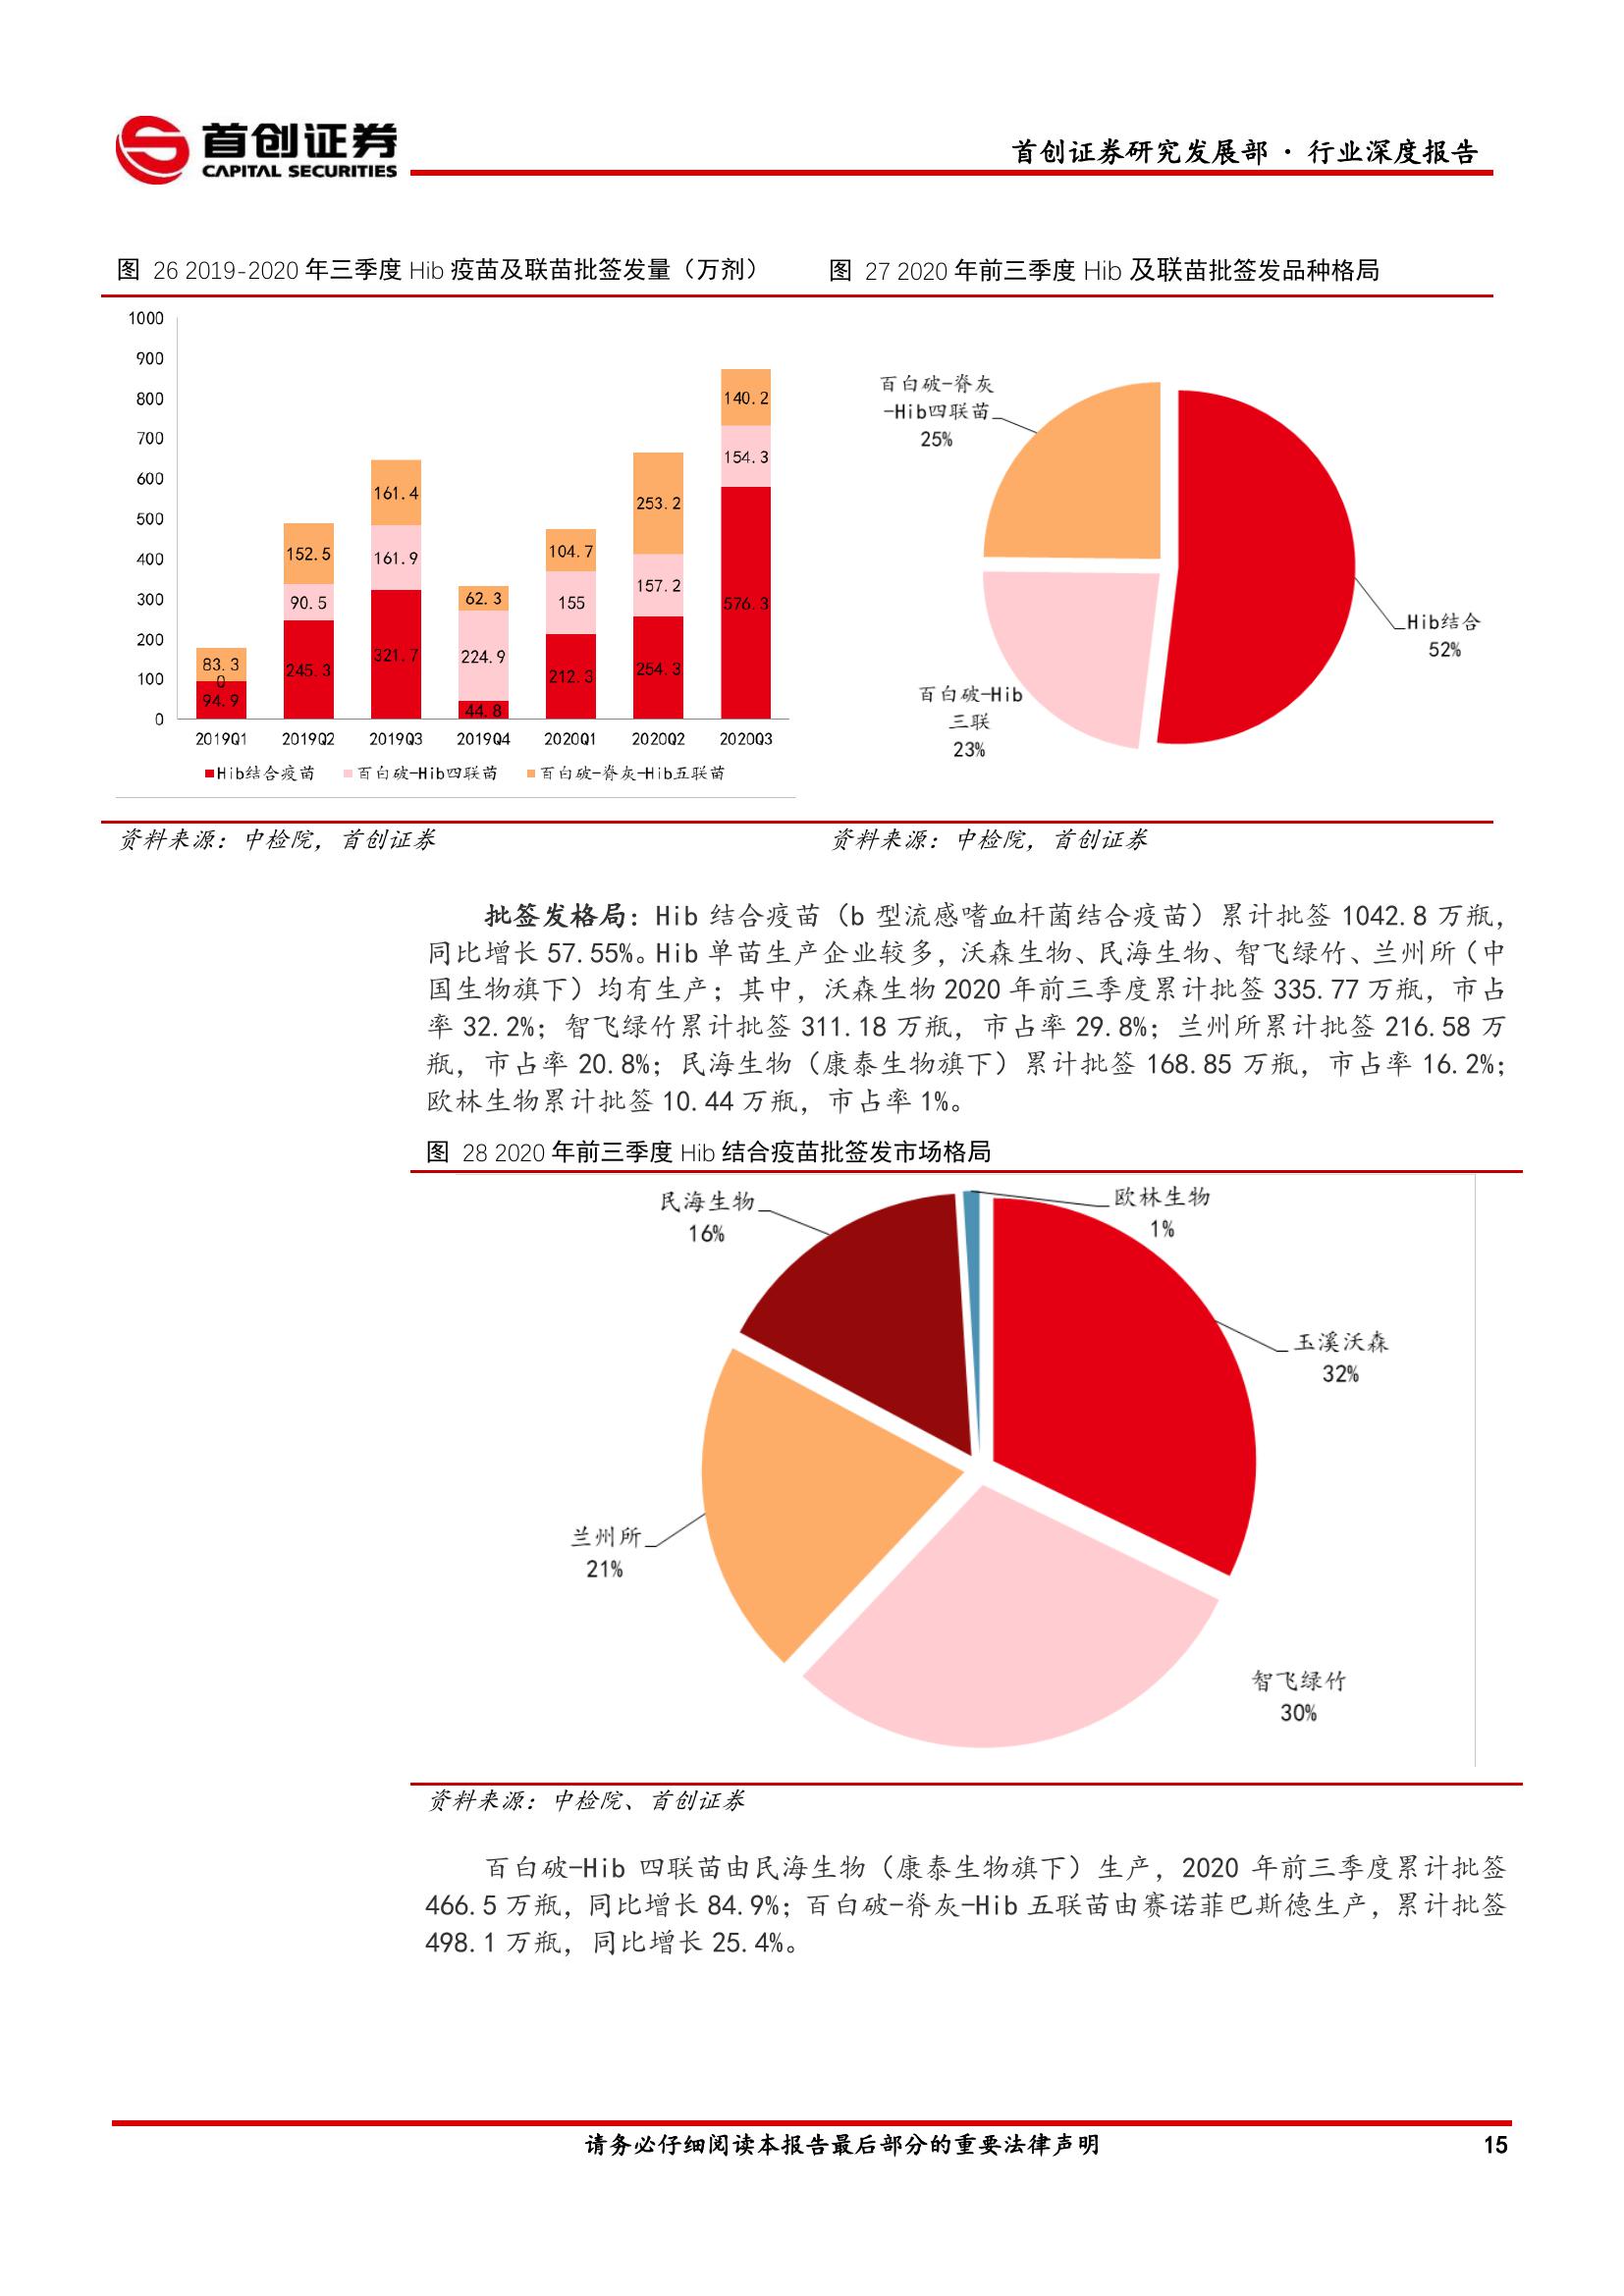 首创证券
CAPITAL SECURITIES
首创证券研究发展部 · 行业深度报告
图 26 2019-2020 年三季度 Hib 疫苗及联苗批签发量（万剂）
1000
900
800
700
600
500
400
300
200
100
0
83.3
0
94.9
152.5
90.5
245.3
161.4
161.9
321.7
62.3
224.9
44.8
104.7
155
212.3
253.2
157.2
254.3
140.2
154.3
576.3
2019Q1 2019Q2 2019Q3 2019Q4 2020Q1 2020Q2 2020Q3
Hib结合疫苗 百白破-Hib四联苗 百白破-脊灰-Hib五联苗
资料来源：中检院，首创证券
图 27 2020 年前三季度 Hib 及联苗批签发品种格局
百白破-脊灰
-Hib四联苗
25%
Hib结合
52%
百白破-Hib
三联
23%
资料来源：中检院，首创证券
批签发格局：Hib 结合疫苗（b 型流感嗜血杆菌结合疫苗）累计批签 1042.8 万瓶，
同比增长 57.55%。Hib 单苗生产企业较多，沃森生物、民海生物、智飞绿竹、兰州所（中
国生物旗下）均有生产；其中，沃森生物 2020 年前三季度累计批签 335.77 万瓶，市占
率 32.2%；智飞绿竹累计批签 311.18 万瓶，市占率 29.8%；兰州所累计批签 216.58 万
瓶，市占率 20.8%；民海生物（康泰生物旗下）累计批签 168.85 万瓶，市占率 16.2%；
欧林生物累计批签 10.44 万瓶，市占率 1%。
图 28 2020 年前三季度 Hib 结合疫苗批签发市场格局
民海生物
16%
欧林生物
1%
玉溪沃森
32%
兰州所
21%
智飞绿竹
30%
资料来源：中检院、首创证券
百白破-Hib 四联苗由民海生物（康泰生物旗下）生产，2020 年前三季度累计批签
466.5 万瓶，同比增长 84.9%；百白破-脊灰-Hib 五联苗由赛诺菲巴斯德生产，累计批签
498.1 万瓶，同比增长 25.4%。
请务必仔细阅读本报告最后部分的重要法律声明
15